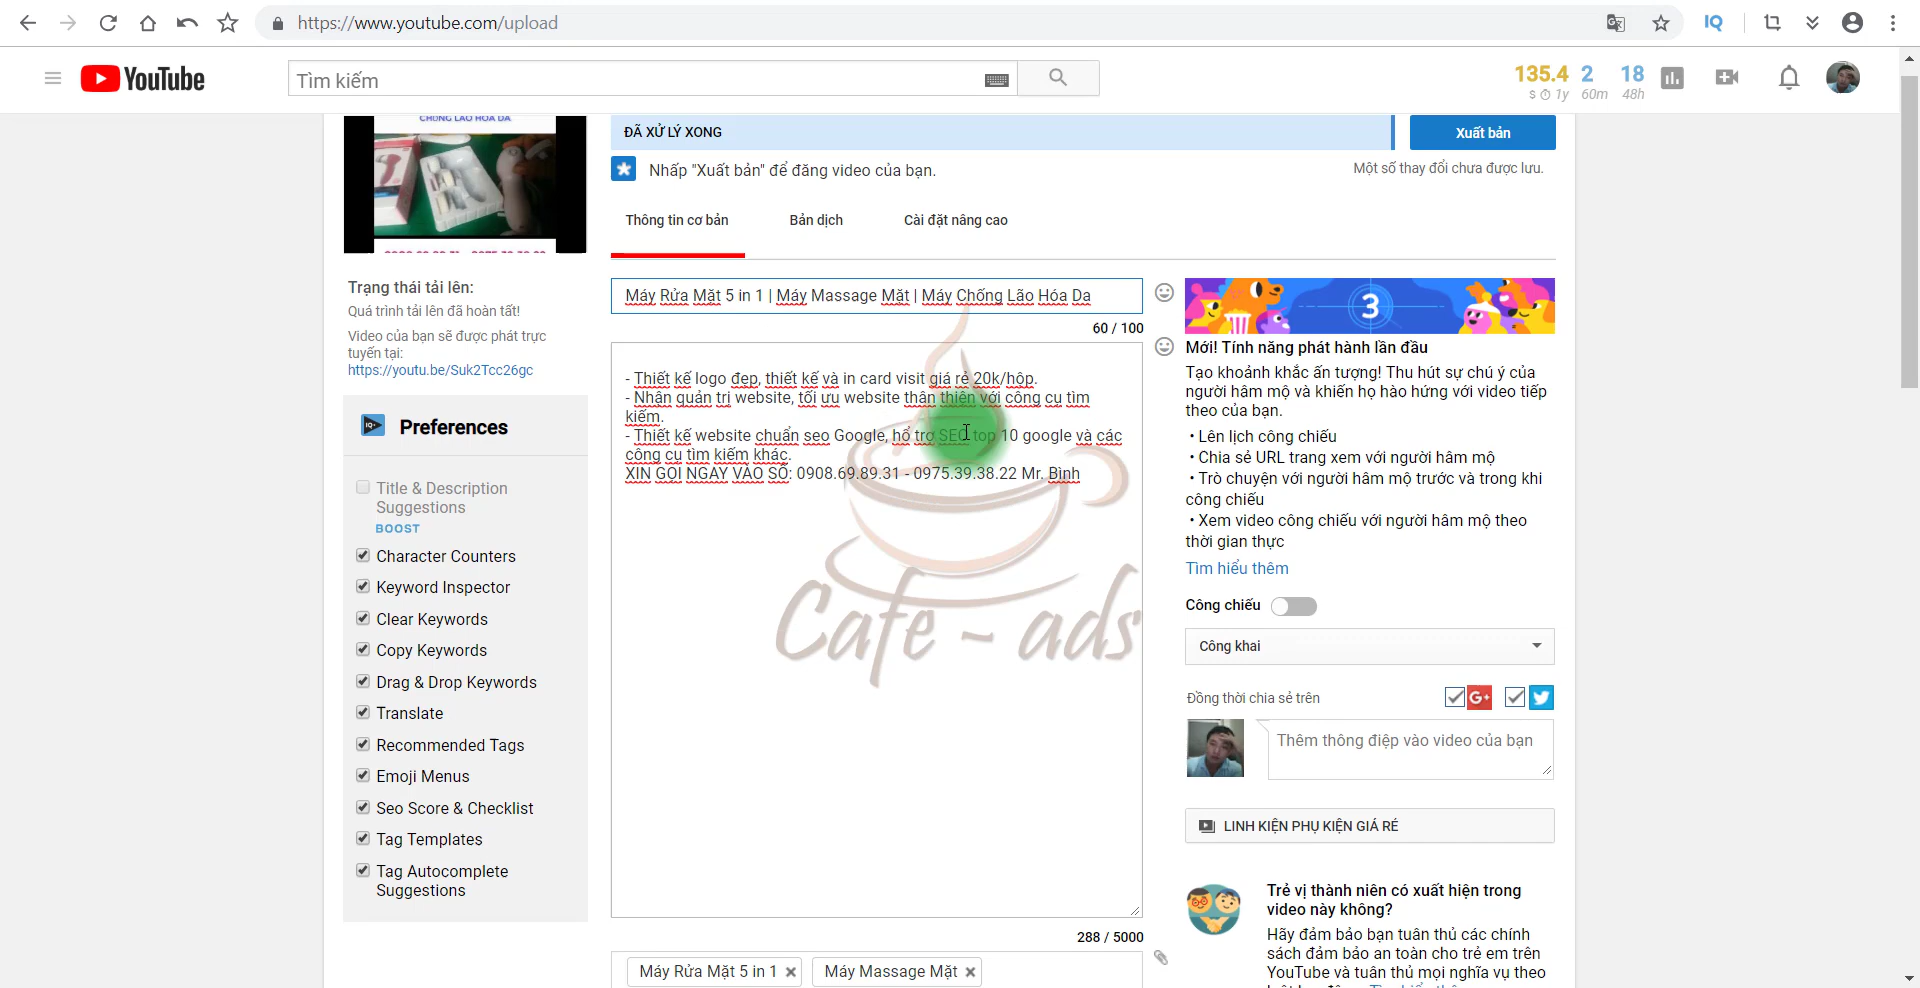 https://www.youtube.com/upload
IQ
YouTube
Tìm kiếm
135.4 2 18
s 1y 60m 48h
CHỐNG LÃO HÓA DA
ĐÃ XỬ LÝ XONG
Xuất bản
Nhấp "Xuất bản" để đăng video của bạn.
Một số thay đổi chưa được lưu.
Thông tin cơ bản
Bản dịch
Cài đặt nâng cao
Trạng thái tải lên:
Quá trình tải lên đã hoàn tất!
Video của bạn sẽ được phát trực
tuyến tại:
https://youtu.be/Suk2Tcc26gc
Preferences
Title & Description
Suggestions
BOOST
Character Counters
Keyword Inspector
Clear Keywords
Copy Keywords
Drag & Drop Keywords
Translate
Recommended Tags
Emoji Menus
Seo Score & Checklist
Tag Templates
Tag Autocomplete
Suggestions
Máy Rửa Mặt 5 in 1 | Máy Massage Mặt | Máy Chống Lão Hóa Da
60 / 100
- Thiết kế logo đẹp, thiết kế và in card visit giá rẻ 20k/hộp.
- Nhận quản trị website, tối ưu website thân thiện với công cụ tìm
kiếm.
- Thiết kế website chuẩn seo Google, hổ trợ SEO top 10 google và các
công cụ tìm kiếm khác.
XIN GỌI NGAY VÀO SỐ: 0908.69.89.31 - 0975.39.38.22 Mr. Bình
Cafe - ads
288 / 5000
Máy Rửa Mặt 5 in 1
Máy Massage Mặt
3
Mới! Tính năng phát hành lần đầu
Tạo khoảnh khắc ấn tượng! Thu hút sự chú ý của
người hâm mộ và khiến họ hào hứng với video tiếp
theo của bạn.
• Lên lịch công chiếu
• Chia sẻ URL trang xem với người hâm mộ
• Trò chuyện với người hâm mộ trước và trong khi
công chiếu
• Xem video công chiếu với người hâm mộ theo
thời gian thực
Tìm hiểu thêm
Công chiếu
Công khai
Đồng thời chia sẻ trên
G+
Thêm thông điệp vào video của bạn
LINH KIỆN PHỤ KIỆN GIÁ RẺ
Trẻ vị thành niên có xuất hiện trong
video này không?
Hãy đảm bảo bạn tuân thủ các chính
sách đảm bảo an toàn cho trẻ em trên
YouTube và tuân thủ mọi nghĩa vụ theo